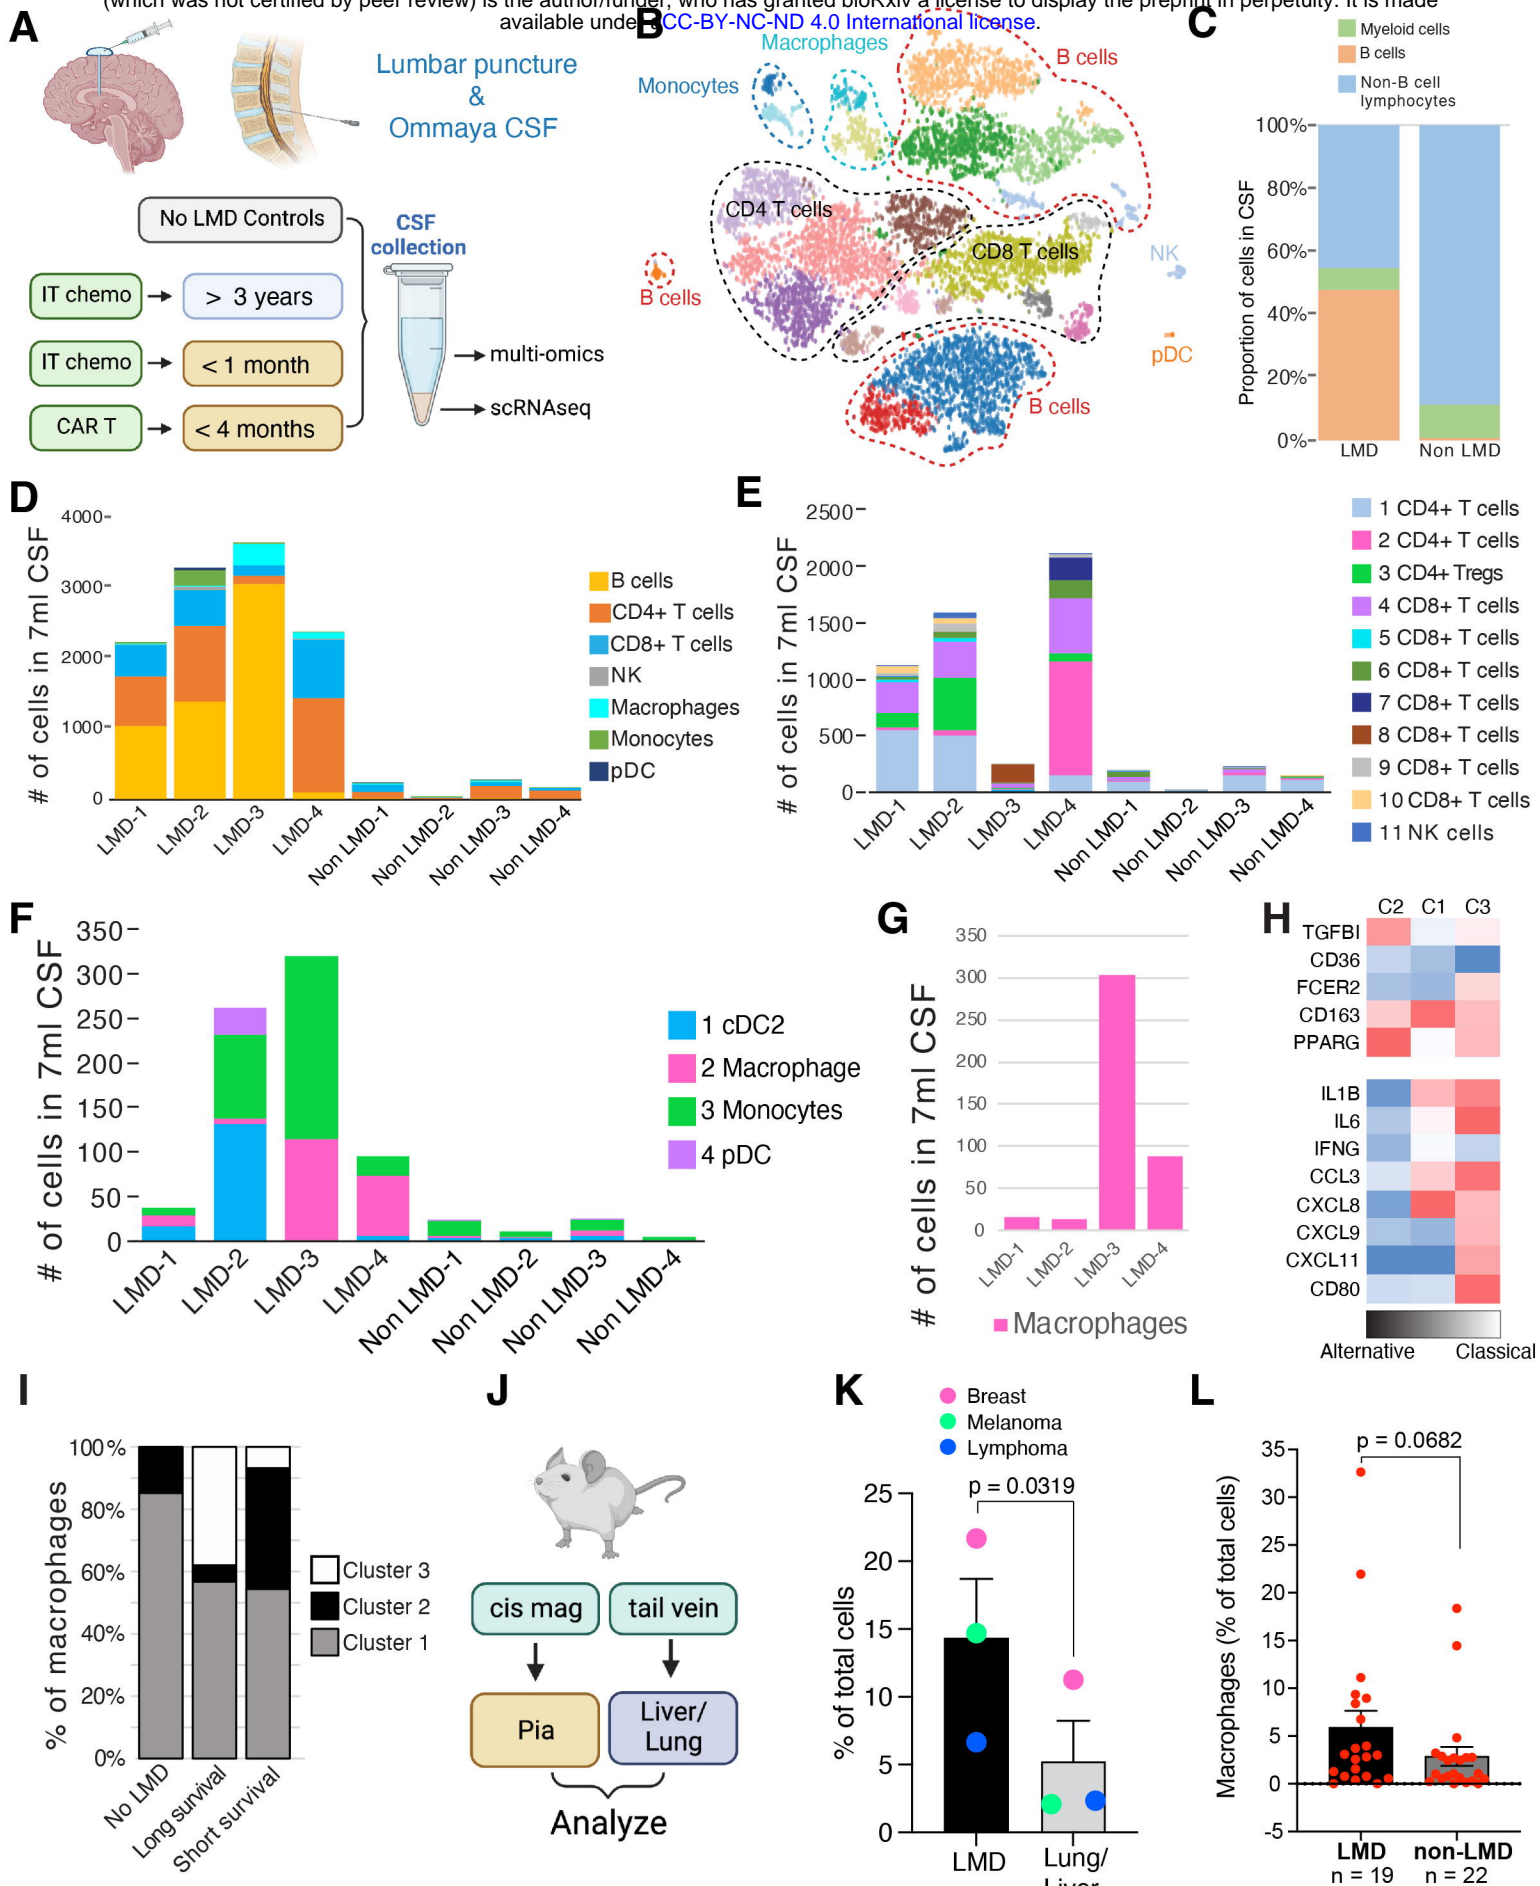 (which was not certified by peer review) is the author/funder, who has granted bioRxiv a license to display the preprint in perpetuity. It is made
available under aCC-BY-NC-ND 4.0 International license.
A
Lumbar puncture
&
Ommaya CSF
No LMD Controls
CSF
collection
IT chemo
> 3 years
IT chemo
< 1 month
CAR T
< 4 months
multi-omics
scRNAseq
B
Macrophages
Monocytes
B cells
CD4 T cells
CD8 T cells
NK
B cells
pDC
B cells
C
Myeloid cells
B cells
Non-B cell
lymphocytes
Proportion of cells in CSF
100%
80%
60%
40%
20%
0%
LMD
Non LMD
D
# of cells in 7ml CSF
4000
3000
2000
1000
0
LMD-1
LMD-2
LMD-3
LMD-4
Non LMD-1
Non LMD-2
Non LMD-3
Non LMD-4
B cells
CD4+ T cells
CD8+ T cells
NK
Macrophages
Monocytes
pDC
E
# of cells in 7ml CSF
2500
2000
1500
1000
500
0
LMD-1
LMD-2
LMD-3
LMD-4
Non LMD-1
Non LMD-2
Non LMD-3
Non LMD-4
1 CD4+ T cells
2 CD4+ T cells
3 CD4+ Tregs
4 CD8+ T cells
5 CD8+ T cells
6 CD8+ T cells
7 CD8+ T cells
8 CD8+ T cells
9 CD8+ T cells
10 CD8+ T cells
11 NK cells
F
# of cells in 7ml CSF
350
300
250
200
150
100
50
0
LMD-1
LMD-2
LMD-3
LMD-4
Non LMD-1
Non LMD-2
Non LMD-3
Non LMD-4
1 cDC2
2 Macrophage
3 Monocytes
4 pDC
G
# of cells in 7ml CSF
350
300
250
200
150
100
50
0
LMD-1
LMD-2
LMD-3
LMD-4
Macrophages
H
C2 C1 C3
TGFBI
CD36
FCER2
CD163
PPARG
IL1B
IL6
IFNG
CCL3
CXCL8
CXCL9
CXCL11
CD80
Alternative Classical
I
% of macrophages
100%
80%
60%
40%
20%
0%
No LMD
Long survival
Short survival
Cluster 3
Cluster 2
Cluster 1
J
cis mag
tail vein
Pia
Liver/
Lung
Analyze
K
Breast
Melanoma
Lymphoma
p = 0.0319
% of total cells
25
20
15
10
5
0
LMD
Lung/
Liver
L
p = 0.0682
Macrophages (% of total cells)
35
30
25
20
15
10
5
0
-5
LMD
n = 19
non-LMD
n = 22